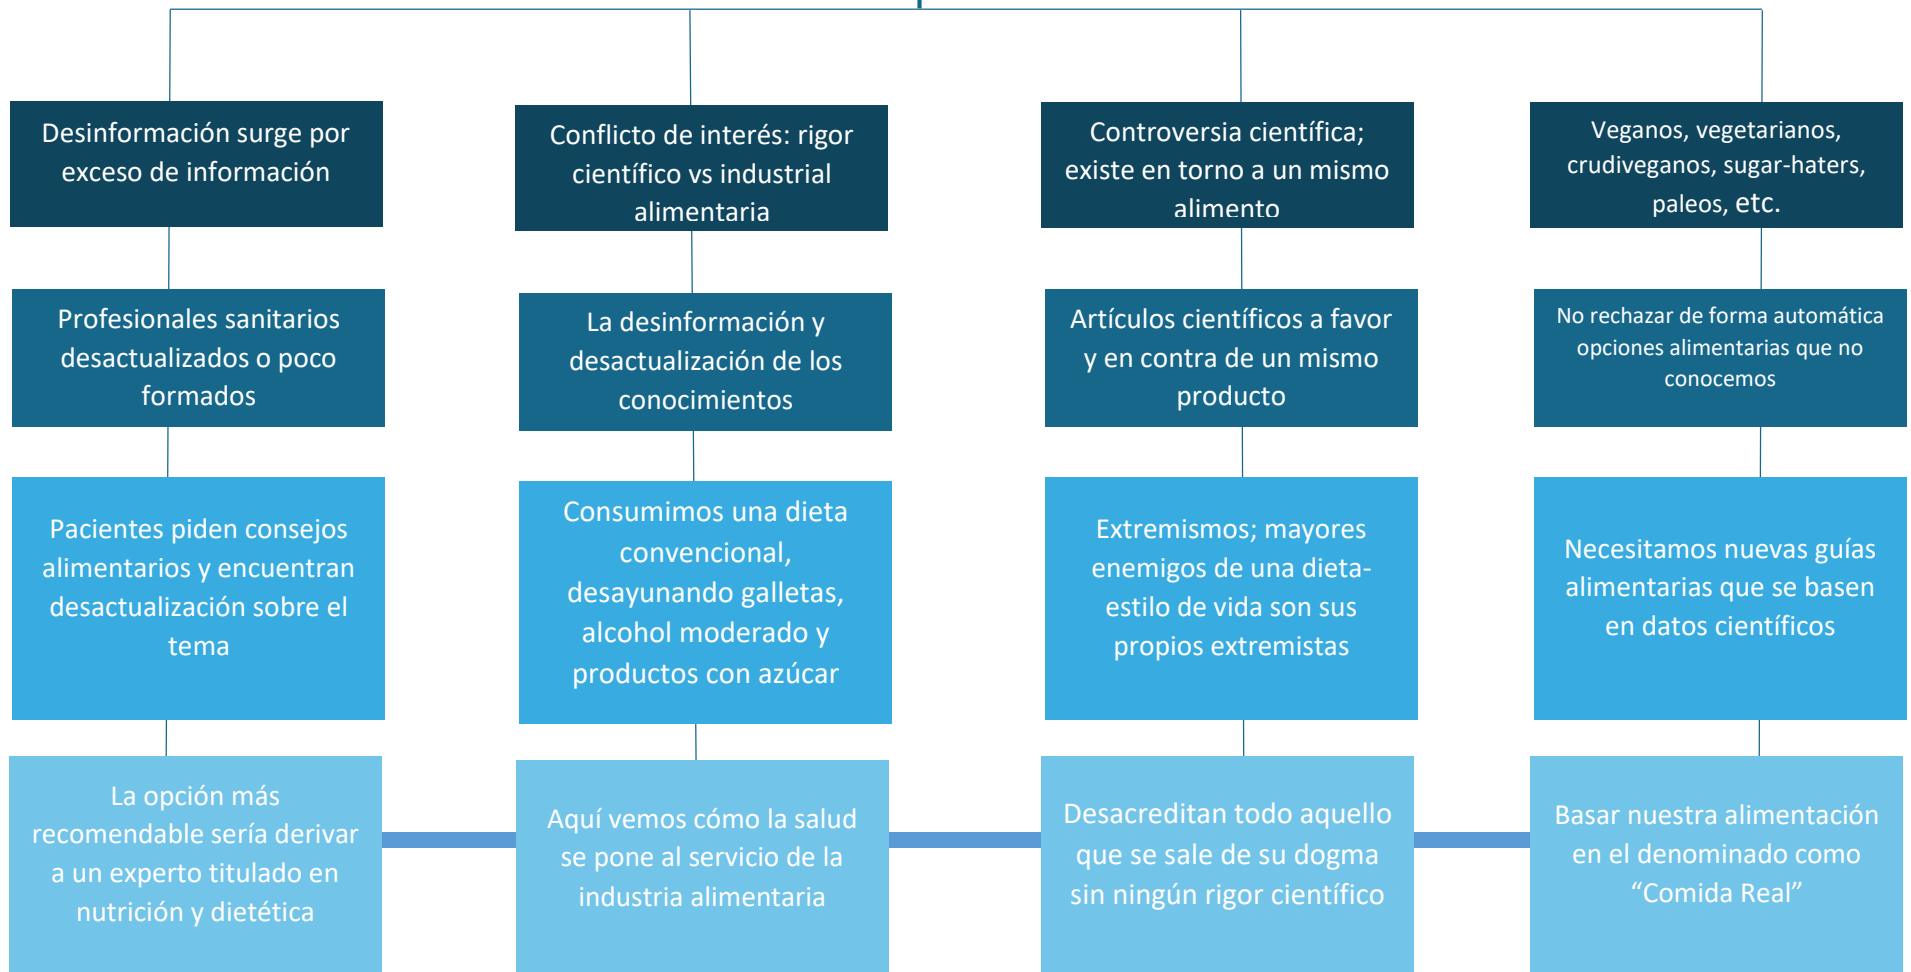 Desinformación surge por
exceso de información
Profesionales sanitarios
desactualizados o poco
formados
Pacientes piden consejos
alimentarios y encuentran
desactualización sobre el
tema
La opción más
recomendable sería derivar
a un experto titulado en
nutrición y dietética
Conflicto de interés: rigor
científico vs industrial
alimentaria
La desinformación y
desactualización de los
conocimientos
Consumimos una dieta
convencional,
desayunando galletas,
alcohol moderado y
productos con azúcar
Aquí vemos cómo la salud
se pone al servicio de la
industria alimentaria
Controversia científica;
existe en torno a un mismo
alimento
Artículos científicos a favor
y en contra de un mismo
producto
Extremismos; mayores
enemigos de una dieta-
estilo de vida son sus
propios extremistas
Desacreditan todo aquello
que se sale de su dogma
sin ningún rigor científico
Veganos, vegetarianos,
crudiveganos, sugar-haters,
paleos, etc.
No rechazar de forma automática
opciones alimentarias que no
conocemos
Necesitamos nuevas guías
alimentarias que se basen
en datos científicos
Basar nuestra alimentación
en el denominado como
“Comida Real”